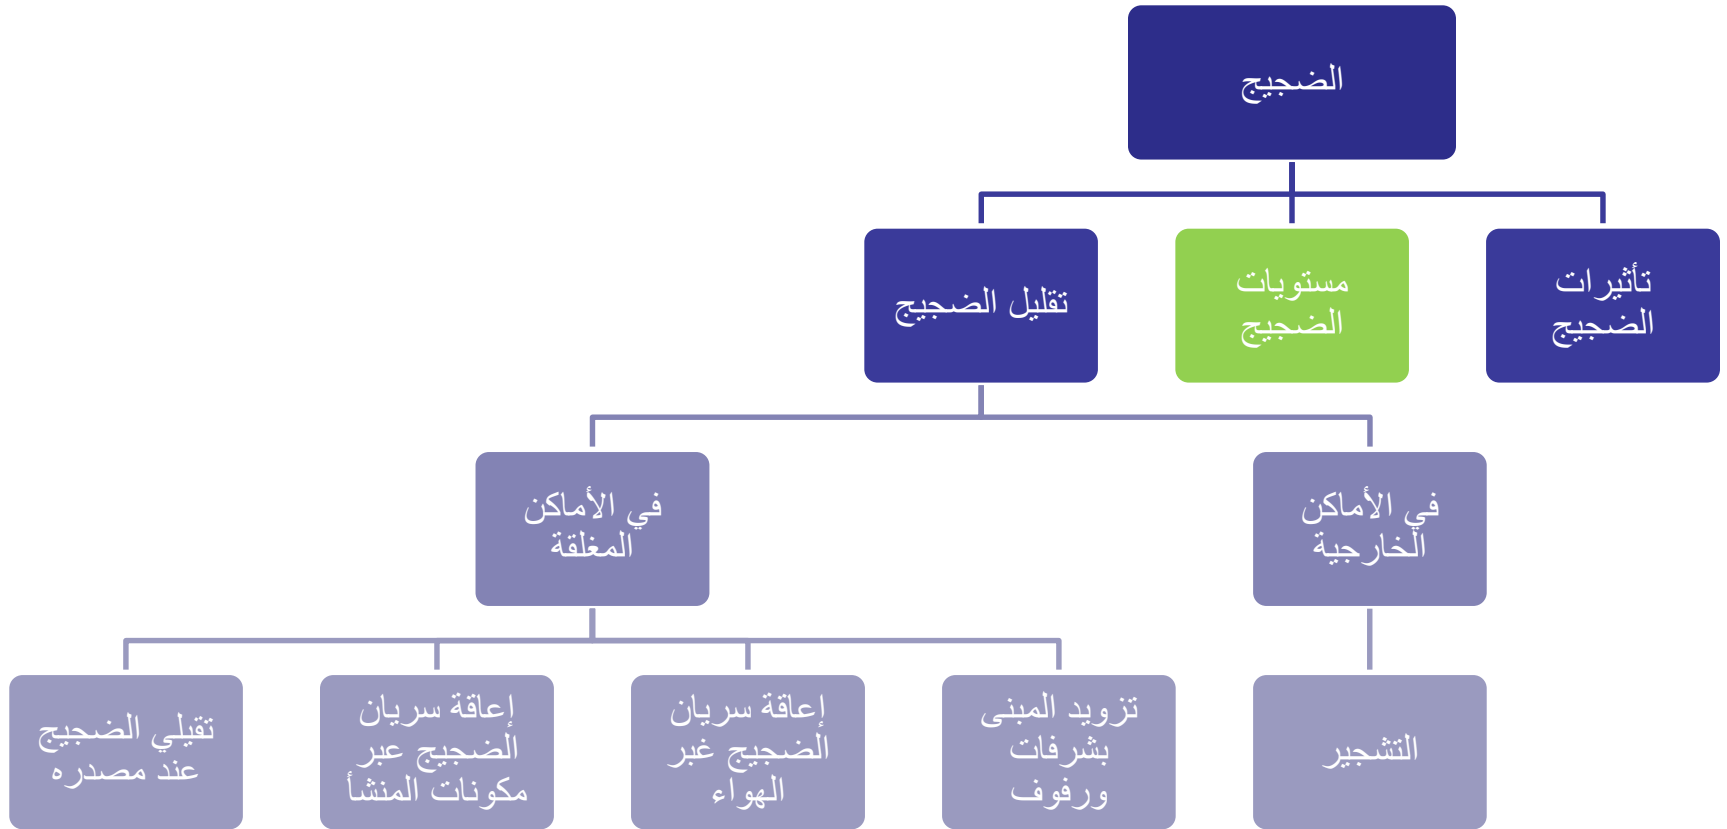 الضجيج
تأثيرات
الضجيج
مستويات
الضجيج
تقليل الضجيج
في الأماكن
الخارجية
في الأماكن
المغلقة
التشجير
تزويد المبنى
بشرفات
ورفوف
إعاقة سريان
الضجيج غبر
الهواء
إعاقة سريان
الضجيج عبر
مكونات المنشأ
تقيلي الضجيج
عند مصدره